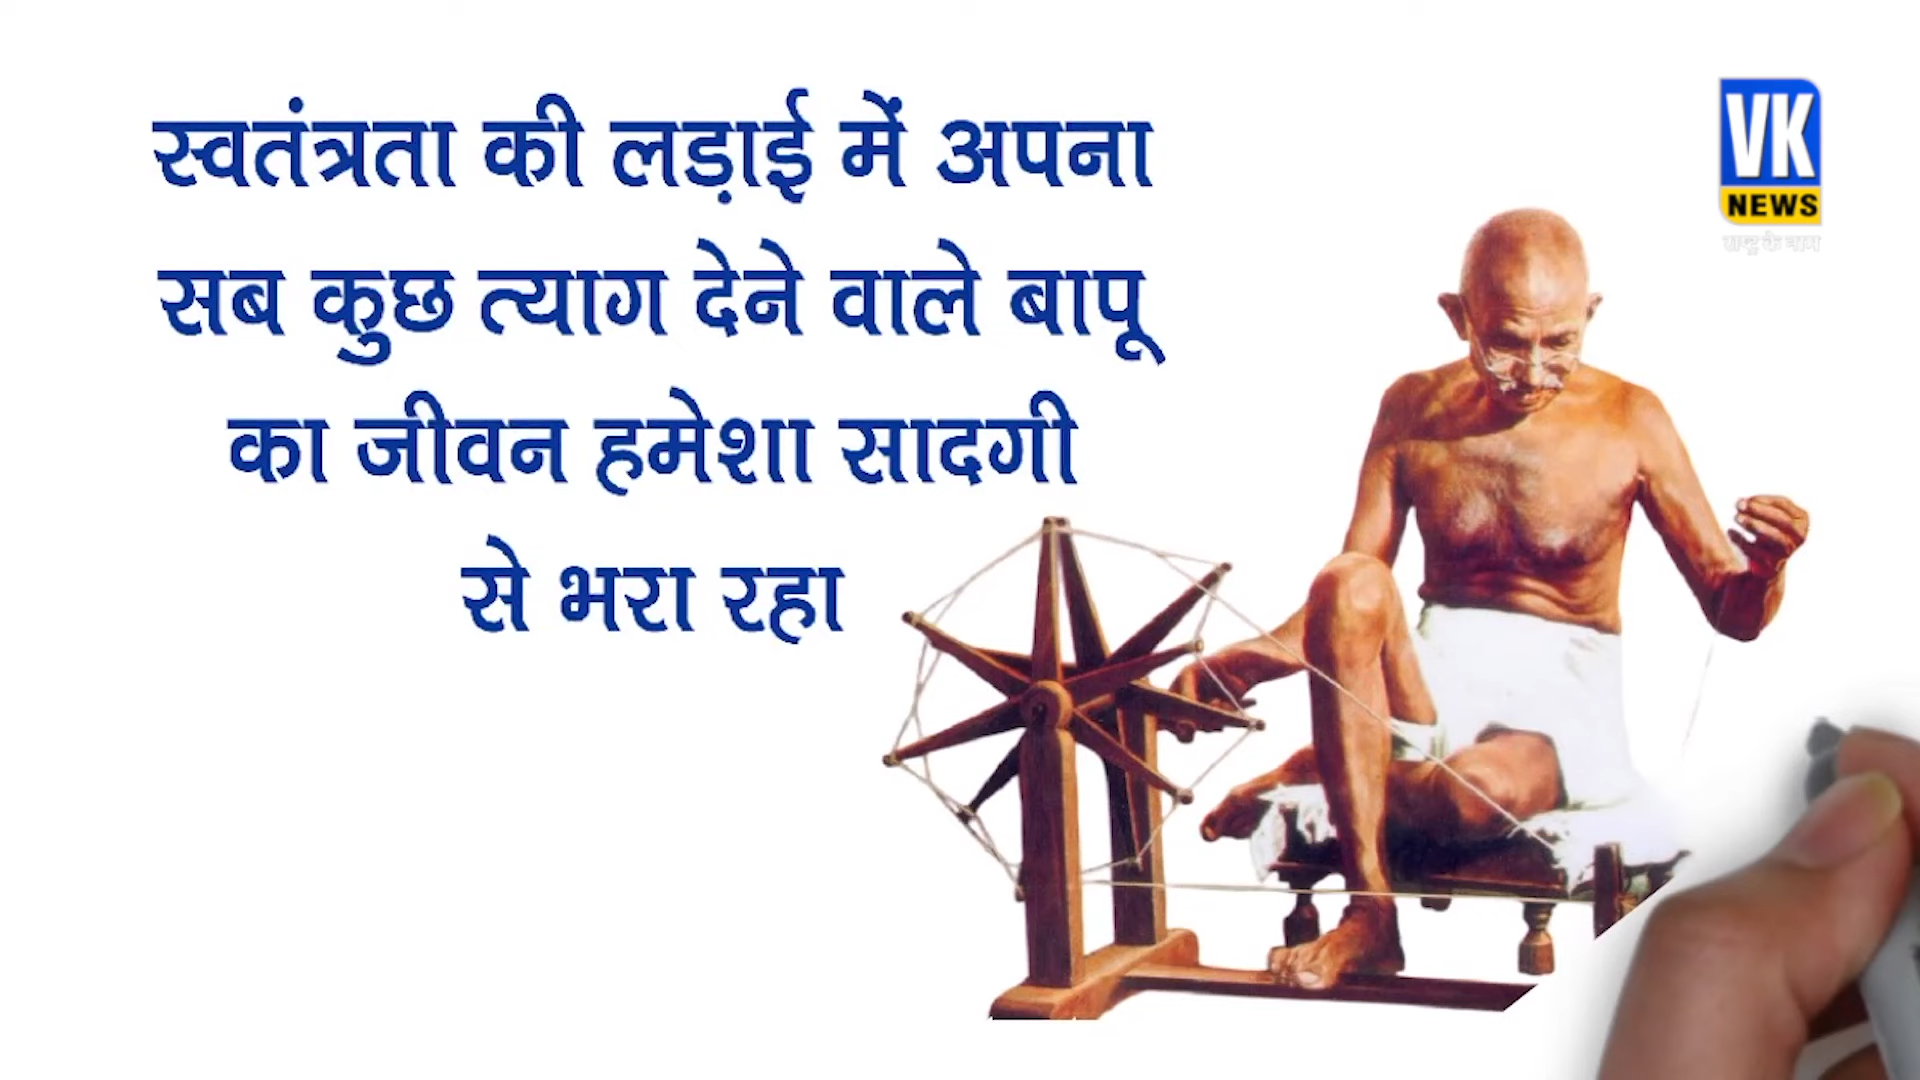 स्वतंत्रता की लड़ाई में अपना
सब कुछ त्याग देने वाले बापू
का जीवन हमेशा सादगी
से भरा रहा
VK
NEWS
राष्ट्र के नाम